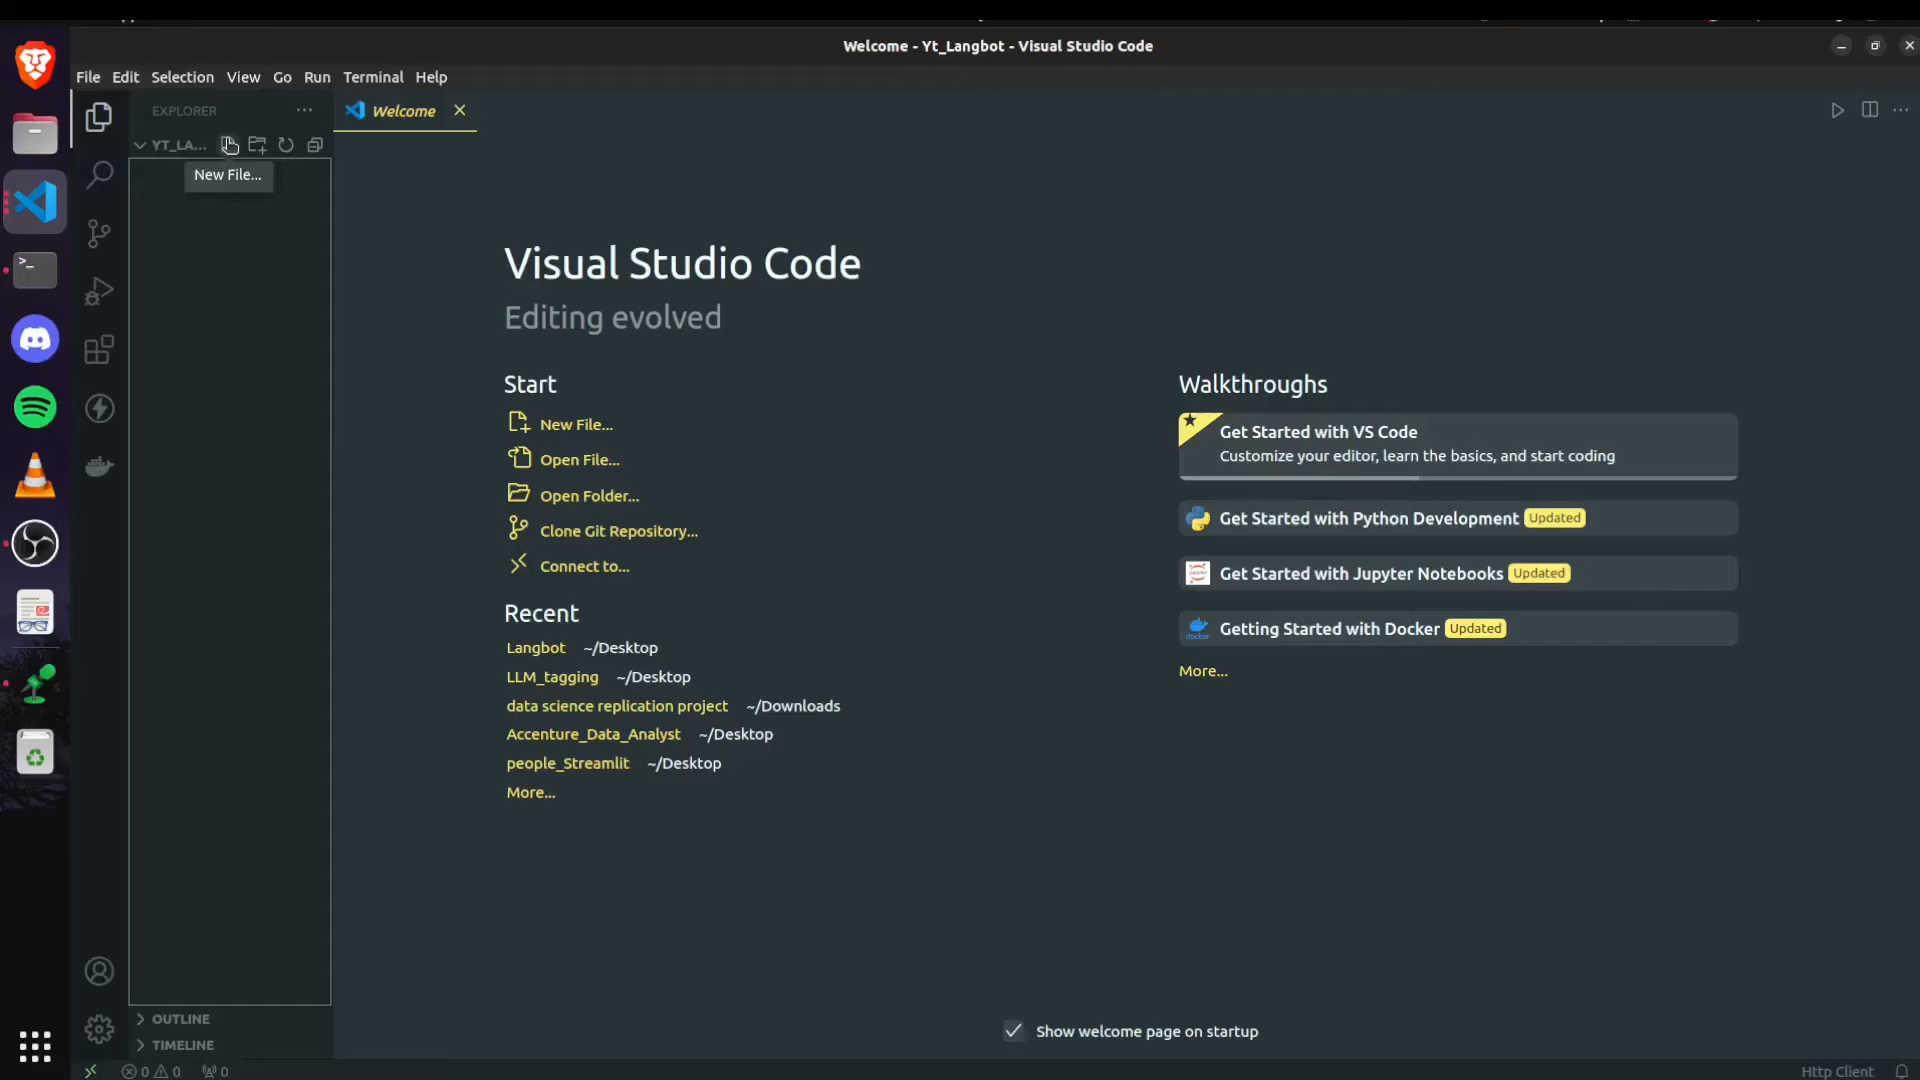 Welcome - Yt_Langbot - Visual Studio Code
File Edit Selection View Go Run Terminal Help
EXPLORER
Welcome
YT_LA...
New File...
Visual Studio Code
Editing evolved
Start
New File...
Open File...
Open Folder...
Clone Git Repository...
Connect to...
Recent
Langbot ~/Desktop
LLM_tagging ~/Desktop
data science replication project ~/Downloads
Accenture_Data_Analyst ~/Desktop
people_Streamlit ~/Desktop
More...
Walkthroughs
Get Started with VS Code
Customize your editor, learn the basics, and start coding
Get Started with Python Development Updated
Get Started with Jupyter Notebooks Updated
Getting Started with Docker Updated
More...
OUTLINE
TIMELINE
Show welcome page on startup
0 0 0
Http Client